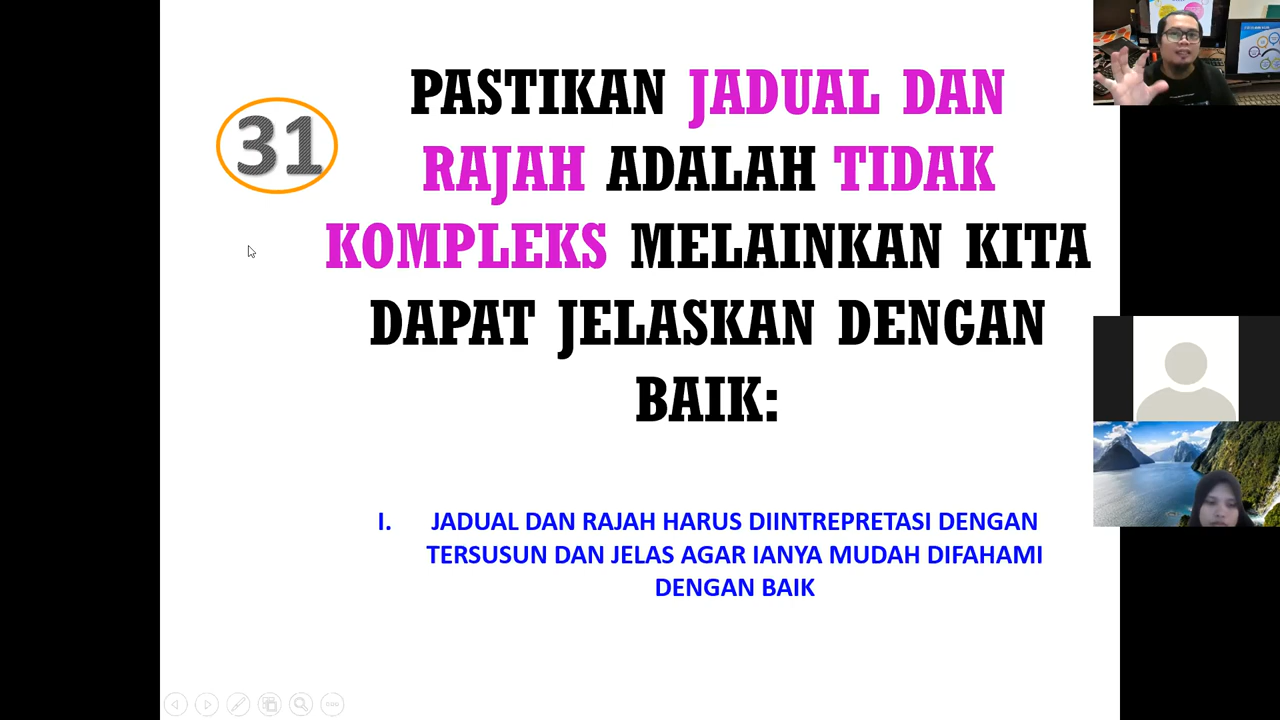 31
PASTIKAN JADUAL DAN
RAJAH ADALAH TIDAK
KOMPLEKS MELAINKAN KITA
DAPAT JELASKAN DENGAN
BAIK:
I. JADUAL DAN RAJAH HARUS DIINTREPRETASI DENGAN
TERSUSUN DAN JELAS AGAR IANYA MUDAH DIFAHAMI
DENGAN BAIK